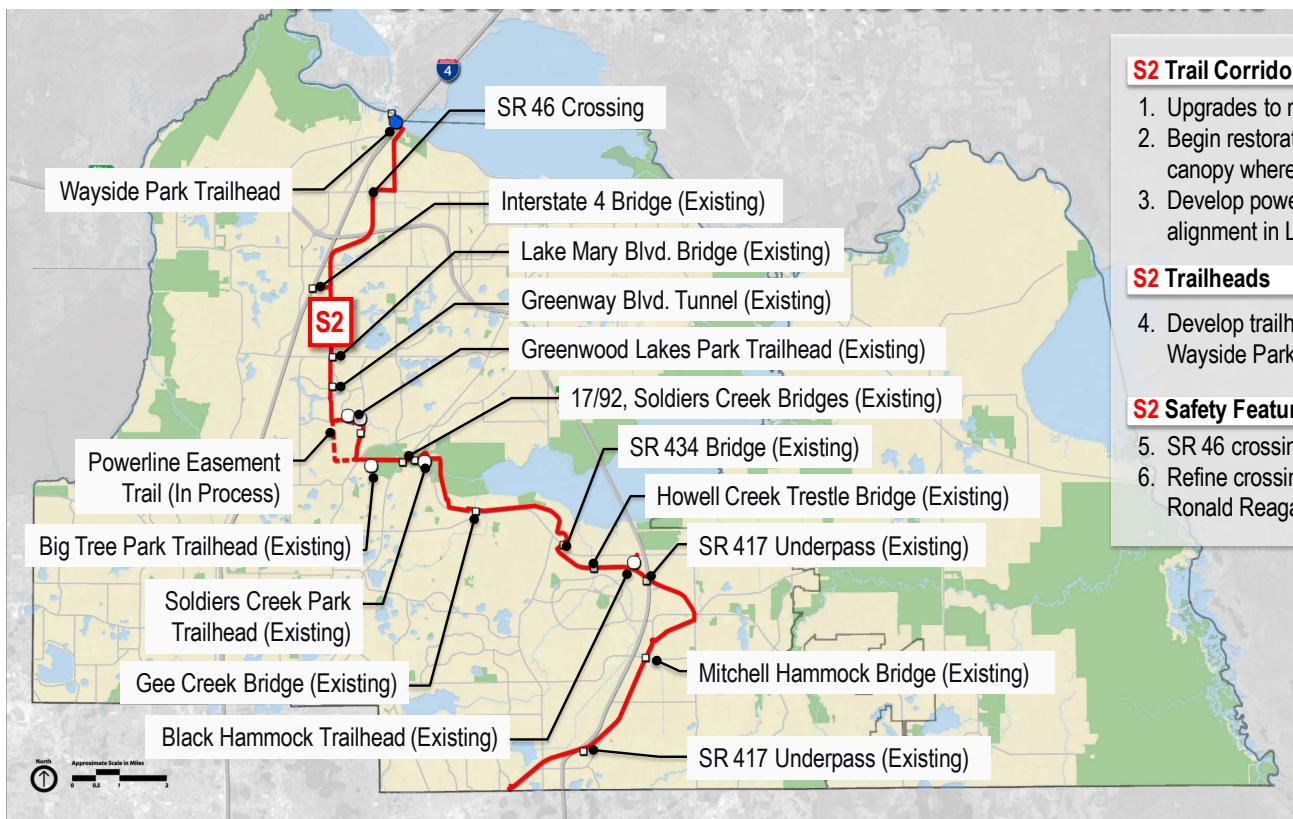 4
SR 46 Crossing
Wayside Park Trailhead
Interstate 4 Bridge (Existing)
Lake Mary Blvd. Bridge (Existing)
S2
Greenway Blvd. Tunnel (Existing)
Greenwood Lakes Park Trailhead (Existing)
17/92, Soldiers Creek Bridges (Existing)
Powerline Easement
Trail (In Process)
SR 434 Bridge (Existing)
Howell Creek Trestle Bridge (Existing)
Big Tree Park Trailhead (Existing)
SR 417 Underpass (Existing)
Soldiers Creek Park
Trailhead (Existing)
Gee Creek Bridge (Existing)
Mitchell Hammock Bridge (Existing)
Black Hammock Trailhead (Existing)
SR 417 Underpass (Existing)
North
Approximate Scale in Miles
0 0.5 1 2
S2 Trail Corrido
1. Upgrades to r
2. Begin restorat
canopy where
3. Develop powe
alignment in L
S2 Trailheads
4. Develop trailh
Wayside Park
S2 Safety Featur
5. SR 46 crossin
6. Refine crossin
Ronald Reaga